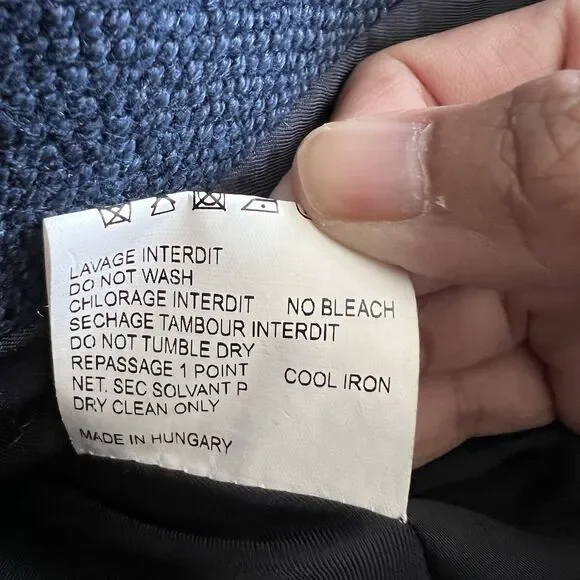 LAVAGE INTERDIT
DO NOT WASH
CHLORAGE INTERDIT NO BLEACH
SECHAGE TAMBOUR INTERDIT
DO NOT TUMBLE DRY
REPASSAGE 1 POINT COOL IRON
NET. SEC SOLVANT P
DRY CLEAN ONLY
MADE IN HUNGARY